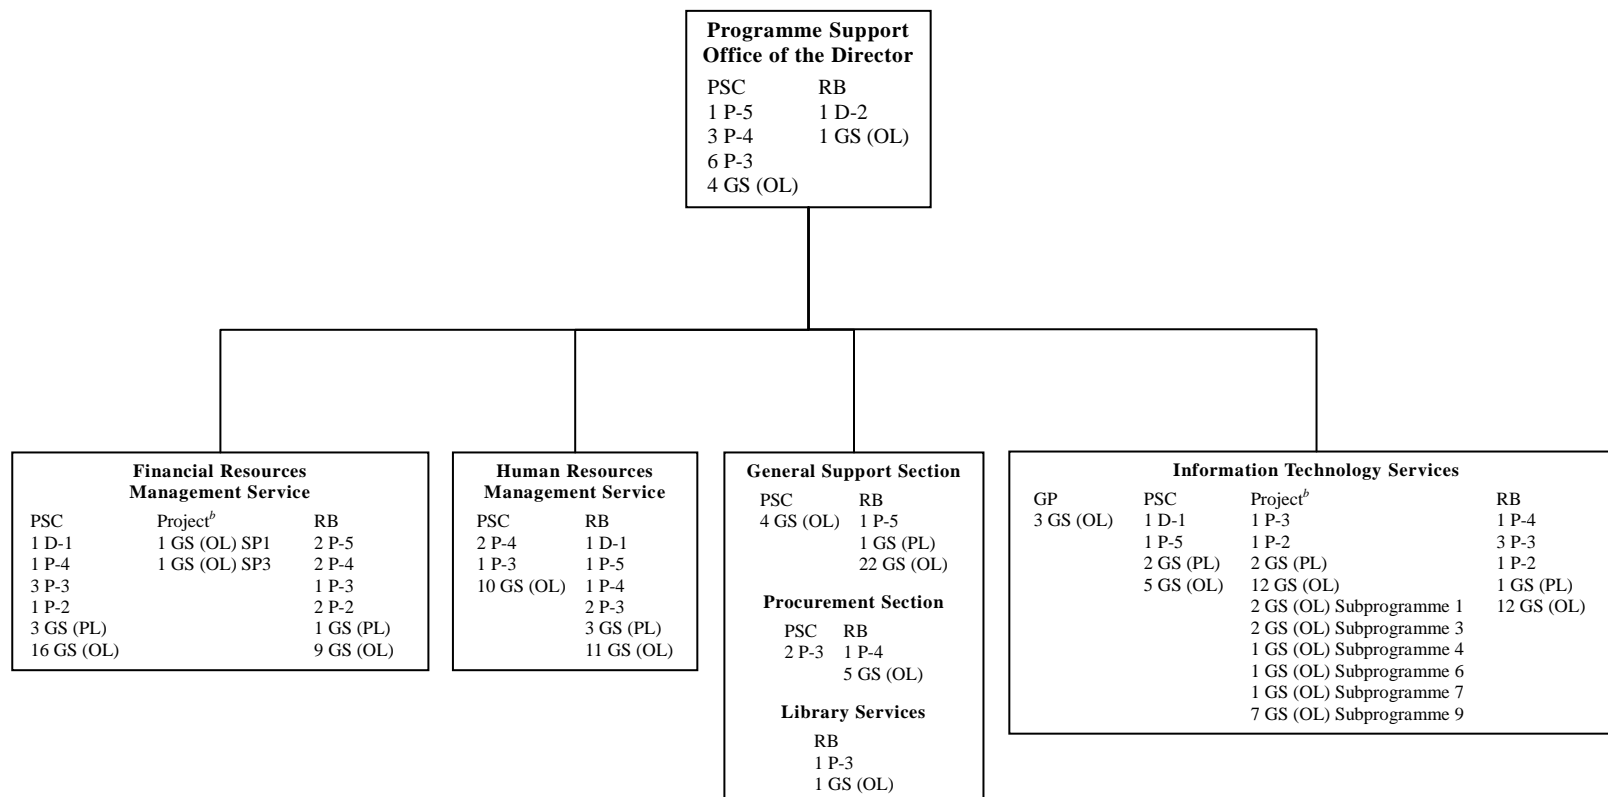 Programme Support
Office of the Director
PSC RB
1 P-5 1 D-2
3 P-4 1 GS (OL)
6 P-3
4 GS (OL)
Financial Resources
Management Service
PSC Projectᵇ RB
1 D-1 1 GS (OL) SP1 2 P-5
1 P-4 1 GS (OL) SP3 2 P-4
3 P-3 1 P-3
1 P-2 2 P-2
3 GS (PL) 1 GS (PL)
16 GS (OL) 9 GS (OL)
Human Resources
Management Service
PSC RB
2 P-4 1 D-1
1 P-3 1 P-5
10 GS (OL) 1 P-4
2 P-3
3 GS (PL)
11 GS (OL)
General Support Section
PSC RB
4 GS (OL) 1 P-5
1 GS (PL)
22 GS (OL)
Procurement Section
PSC RB
2 P-3 1 P-4
5 GS (OL)
Library Services
RB
1 P-3
1 GS (OL)
Information Technology Services
GP PSC Projectᵇ RB
3 GS (OL) 1 D-1 1 P-3 1 P-4
1 P-5 1 P-2 3 P-3
2 GS (PL) 2 GS (PL) 1 P-2
5 GS (OL) 12 GS (OL) 1 GS (PL)
2 GS (OL) Subprogramme 1 12 GS (OL)
2 GS (OL) Subprogramme 3
1 GS (OL) Subprogramme 4
1 GS (OL) Subprogramme 6
1 GS (OL) Subprogramme 7
7 GS (OL) Subprogramme 9